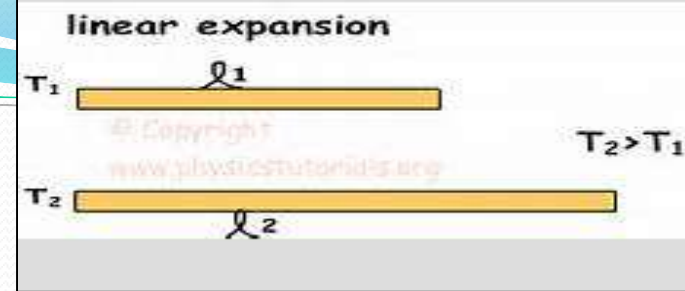 linear expansion
T₁ ℓ₁
© Copyright
T₂>T₁
www.physicstutorials.org
T₂
ℓ₂